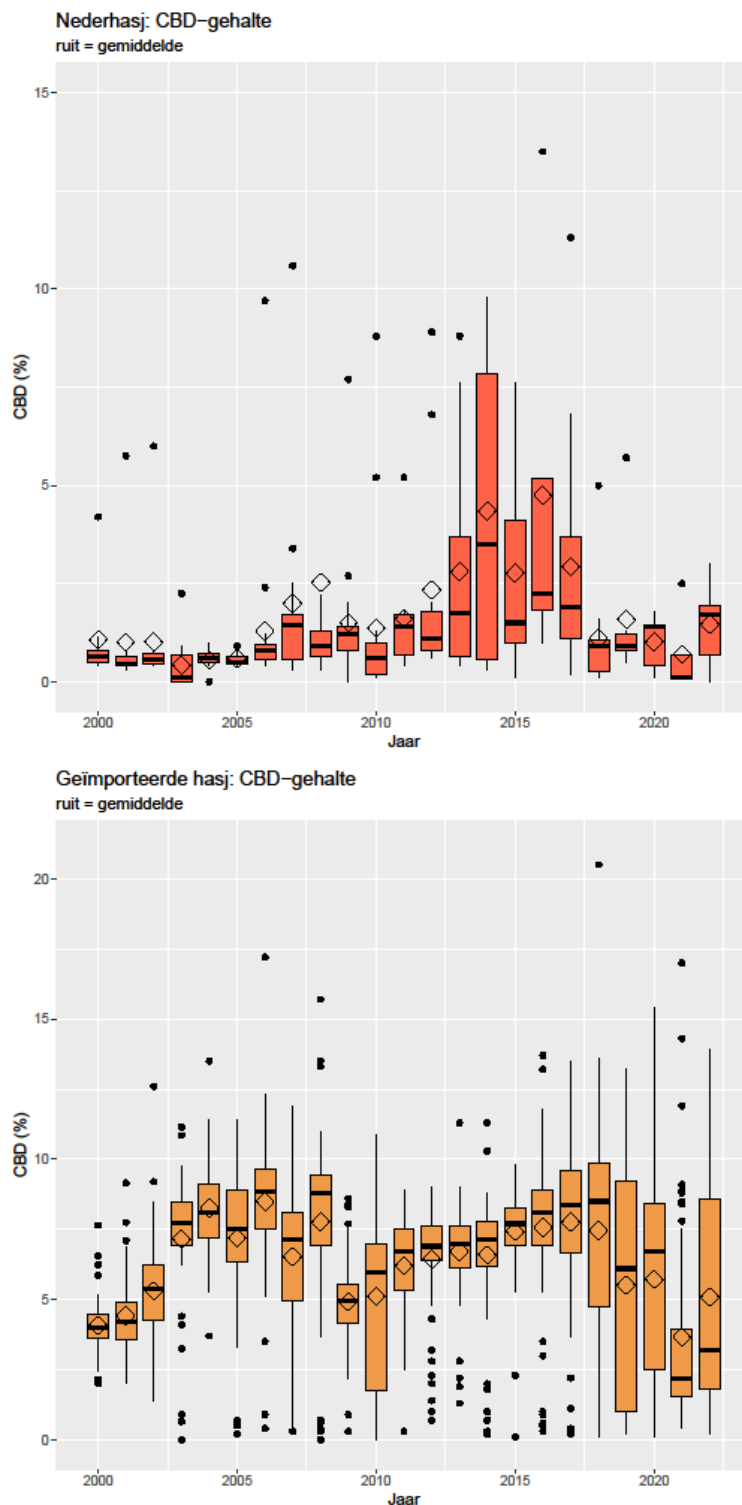 Nederhasj: CBD−gehalte
ruit = gemiddelde
15
10
5
0
CBD (%)
2000
2005
2010
2015
2020
Jaar
Geïmporteerde hasj: CBD−gehalte
ruit = gemiddelde
20
15
10
5
0
CBD (%)
2000
2005
2010
2015
2020
Jaar